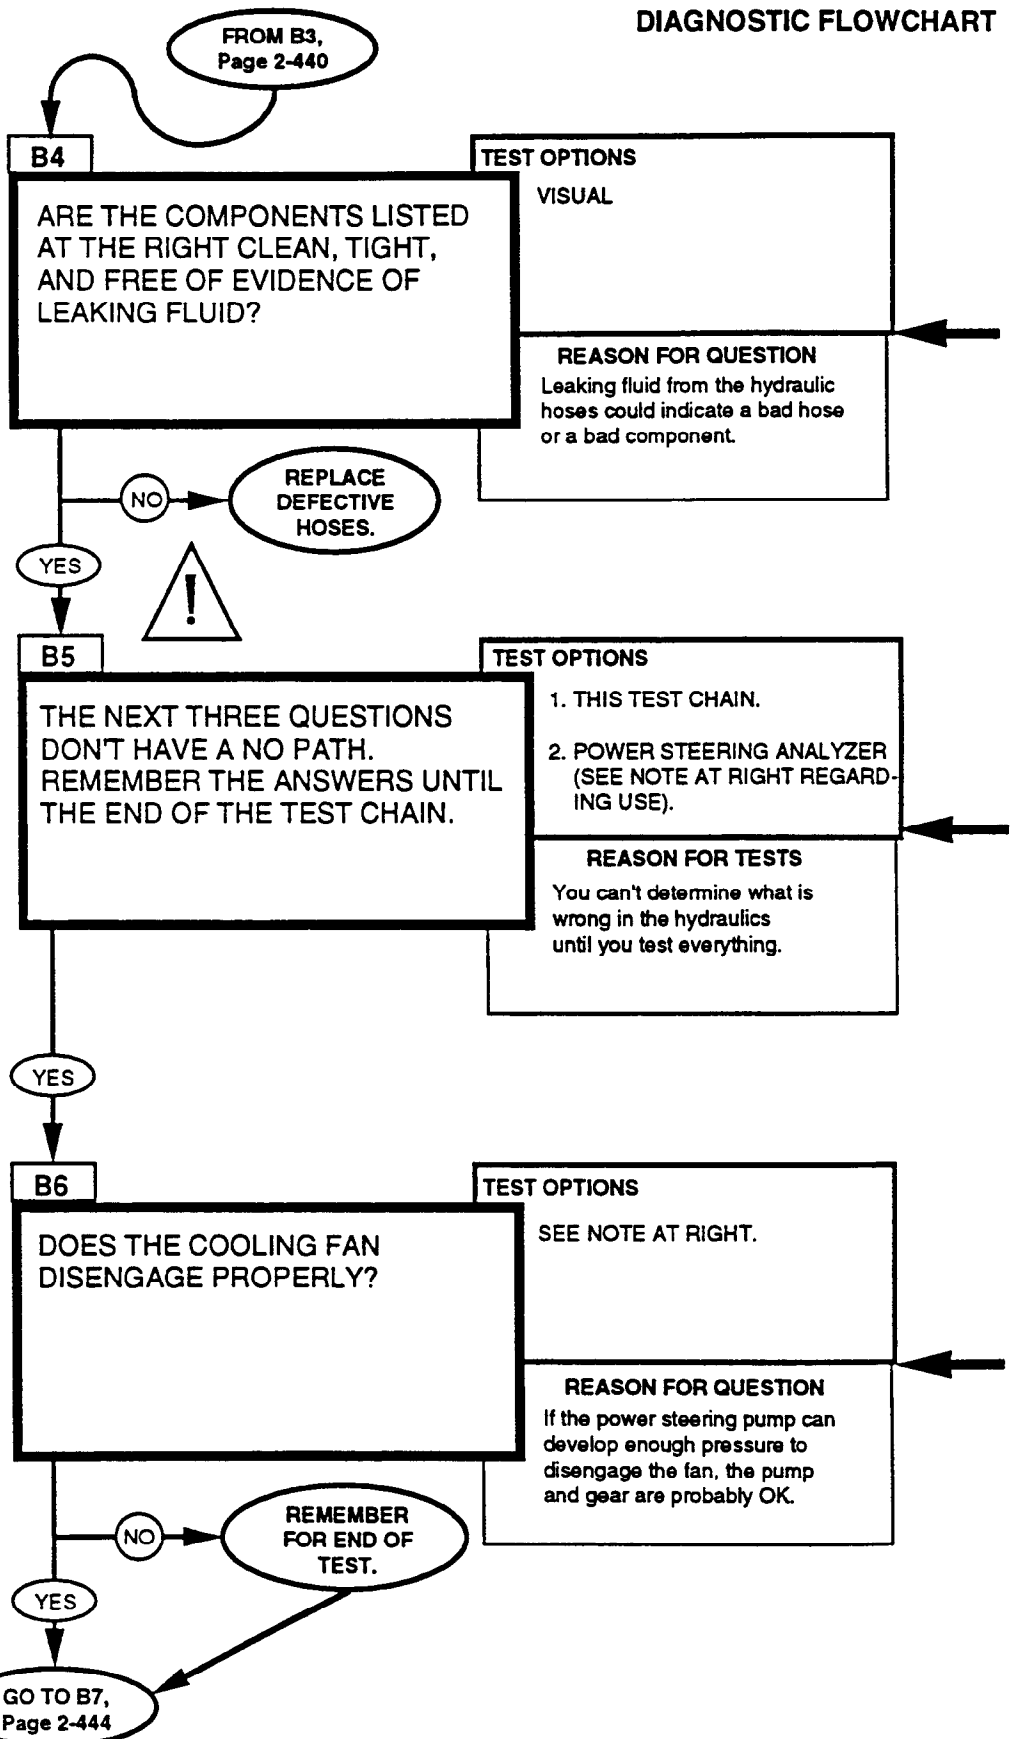 DIAGNOSTIC FLOWCHART
FROM B3,
Page 2-440
B4
ARE THE COMPONENTS LISTED
AT THE RIGHT CLEAN, TIGHT,
AND FREE OF EVIDENCE OF
LEAKING FLUID?
TEST OPTIONS
VISUAL
REASON FOR QUESTION
Leaking fluid from the hydraulic
hoses could indicate a bad hose
or a bad component.
NO
REPLACE
DEFECTIVE
HOSES.
YES
!
B5
THE NEXT THREE QUESTIONS
DON'T HAVE A NO PATH.
REMEMBER THE ANSWERS UNTIL
THE END OF THE TEST CHAIN.
TEST OPTIONS
1. THIS TEST CHAIN.
2. POWER STEERING ANALYZER
(SEE NOTE AT RIGHT REGARD-
ING USE).
REASON FOR TESTS
You can't determine what is
wrong in the hydraulics
until you test everything.
YES
B6
DOES THE COOLING FAN
DISENGAGE PROPERLY?
TEST OPTIONS
SEE NOTE AT RIGHT.
REASON FOR QUESTION
If the power steering pump can
develop enough pressure to
disengage the fan, the pump
and gear are probably OK.
NO
REMEMBER
FOR END OF
TEST.
YES
GO TO B7,
Page 2-444